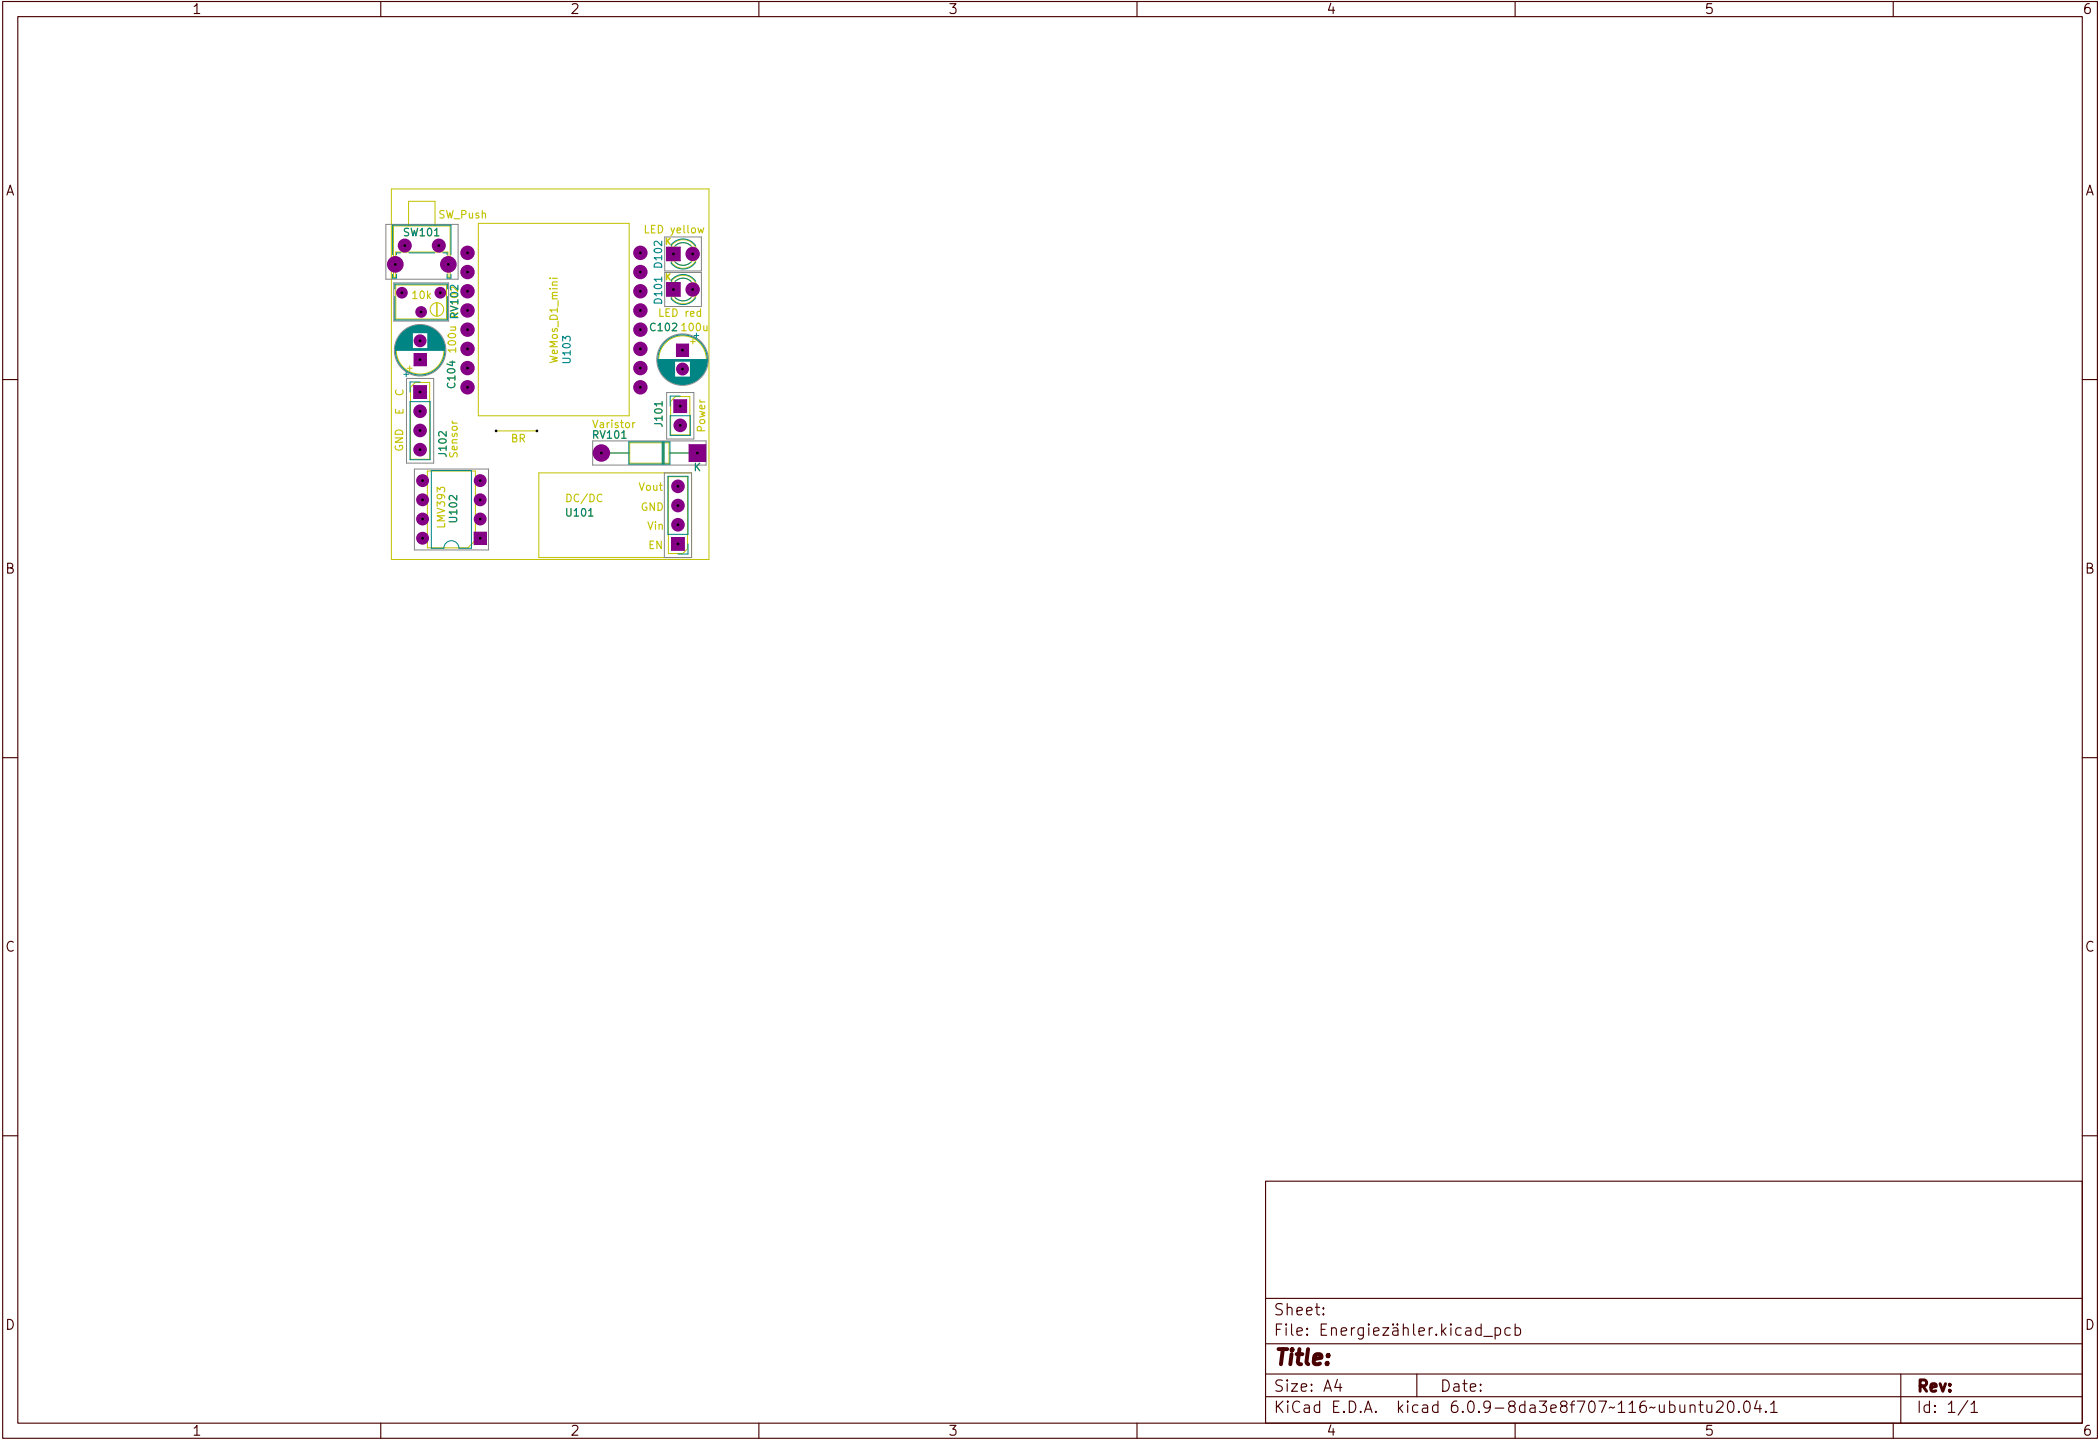 1 2 3 4 5 6
A A
SW_Push
SW101
LED yellow
K
D102
K
D101
LED red
10k
RV102
WeMos_D1_mini
U103
C102 100u
+
+
100u
C104
+
+
C
E
GND
J102
Sensor
J101
Power
BR
Varistor
RV101
K
LMV393
U102
DC/DC
U101
Vout
GND
Vin
EN
B B
C C
D D
Sheet:
File: Energiezähler.kicad_pcb
Title:
Size: A4 Date: Rev:
KiCad E.D.A. kicad 6.0.9-8da3e8f707~116~ubuntu20.04.1 Id: 1/1
1 2 3 4 5 6